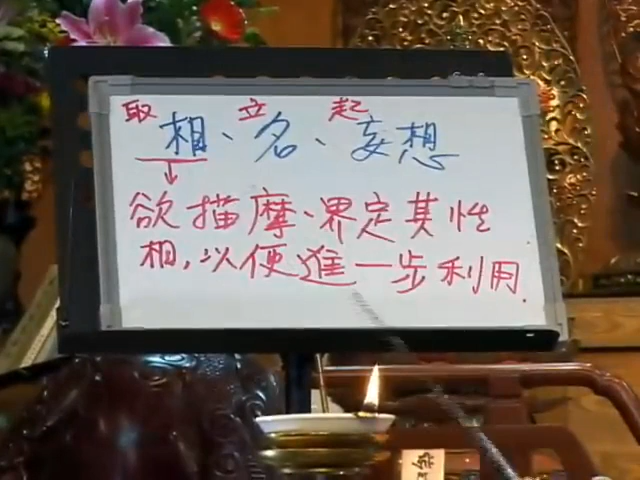 取 立 起
相、名、妄想
欲描摩、界定其性
相,以便進一步利用.